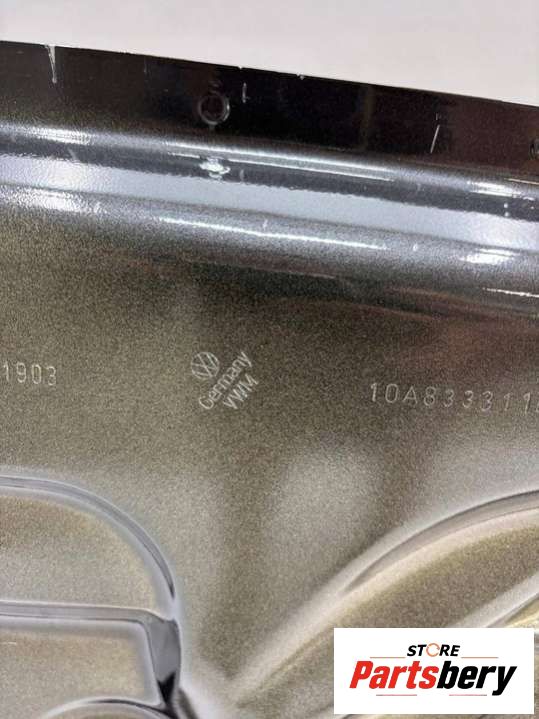 1903
Germany
VWM
10A833311
STORE
Partsbery